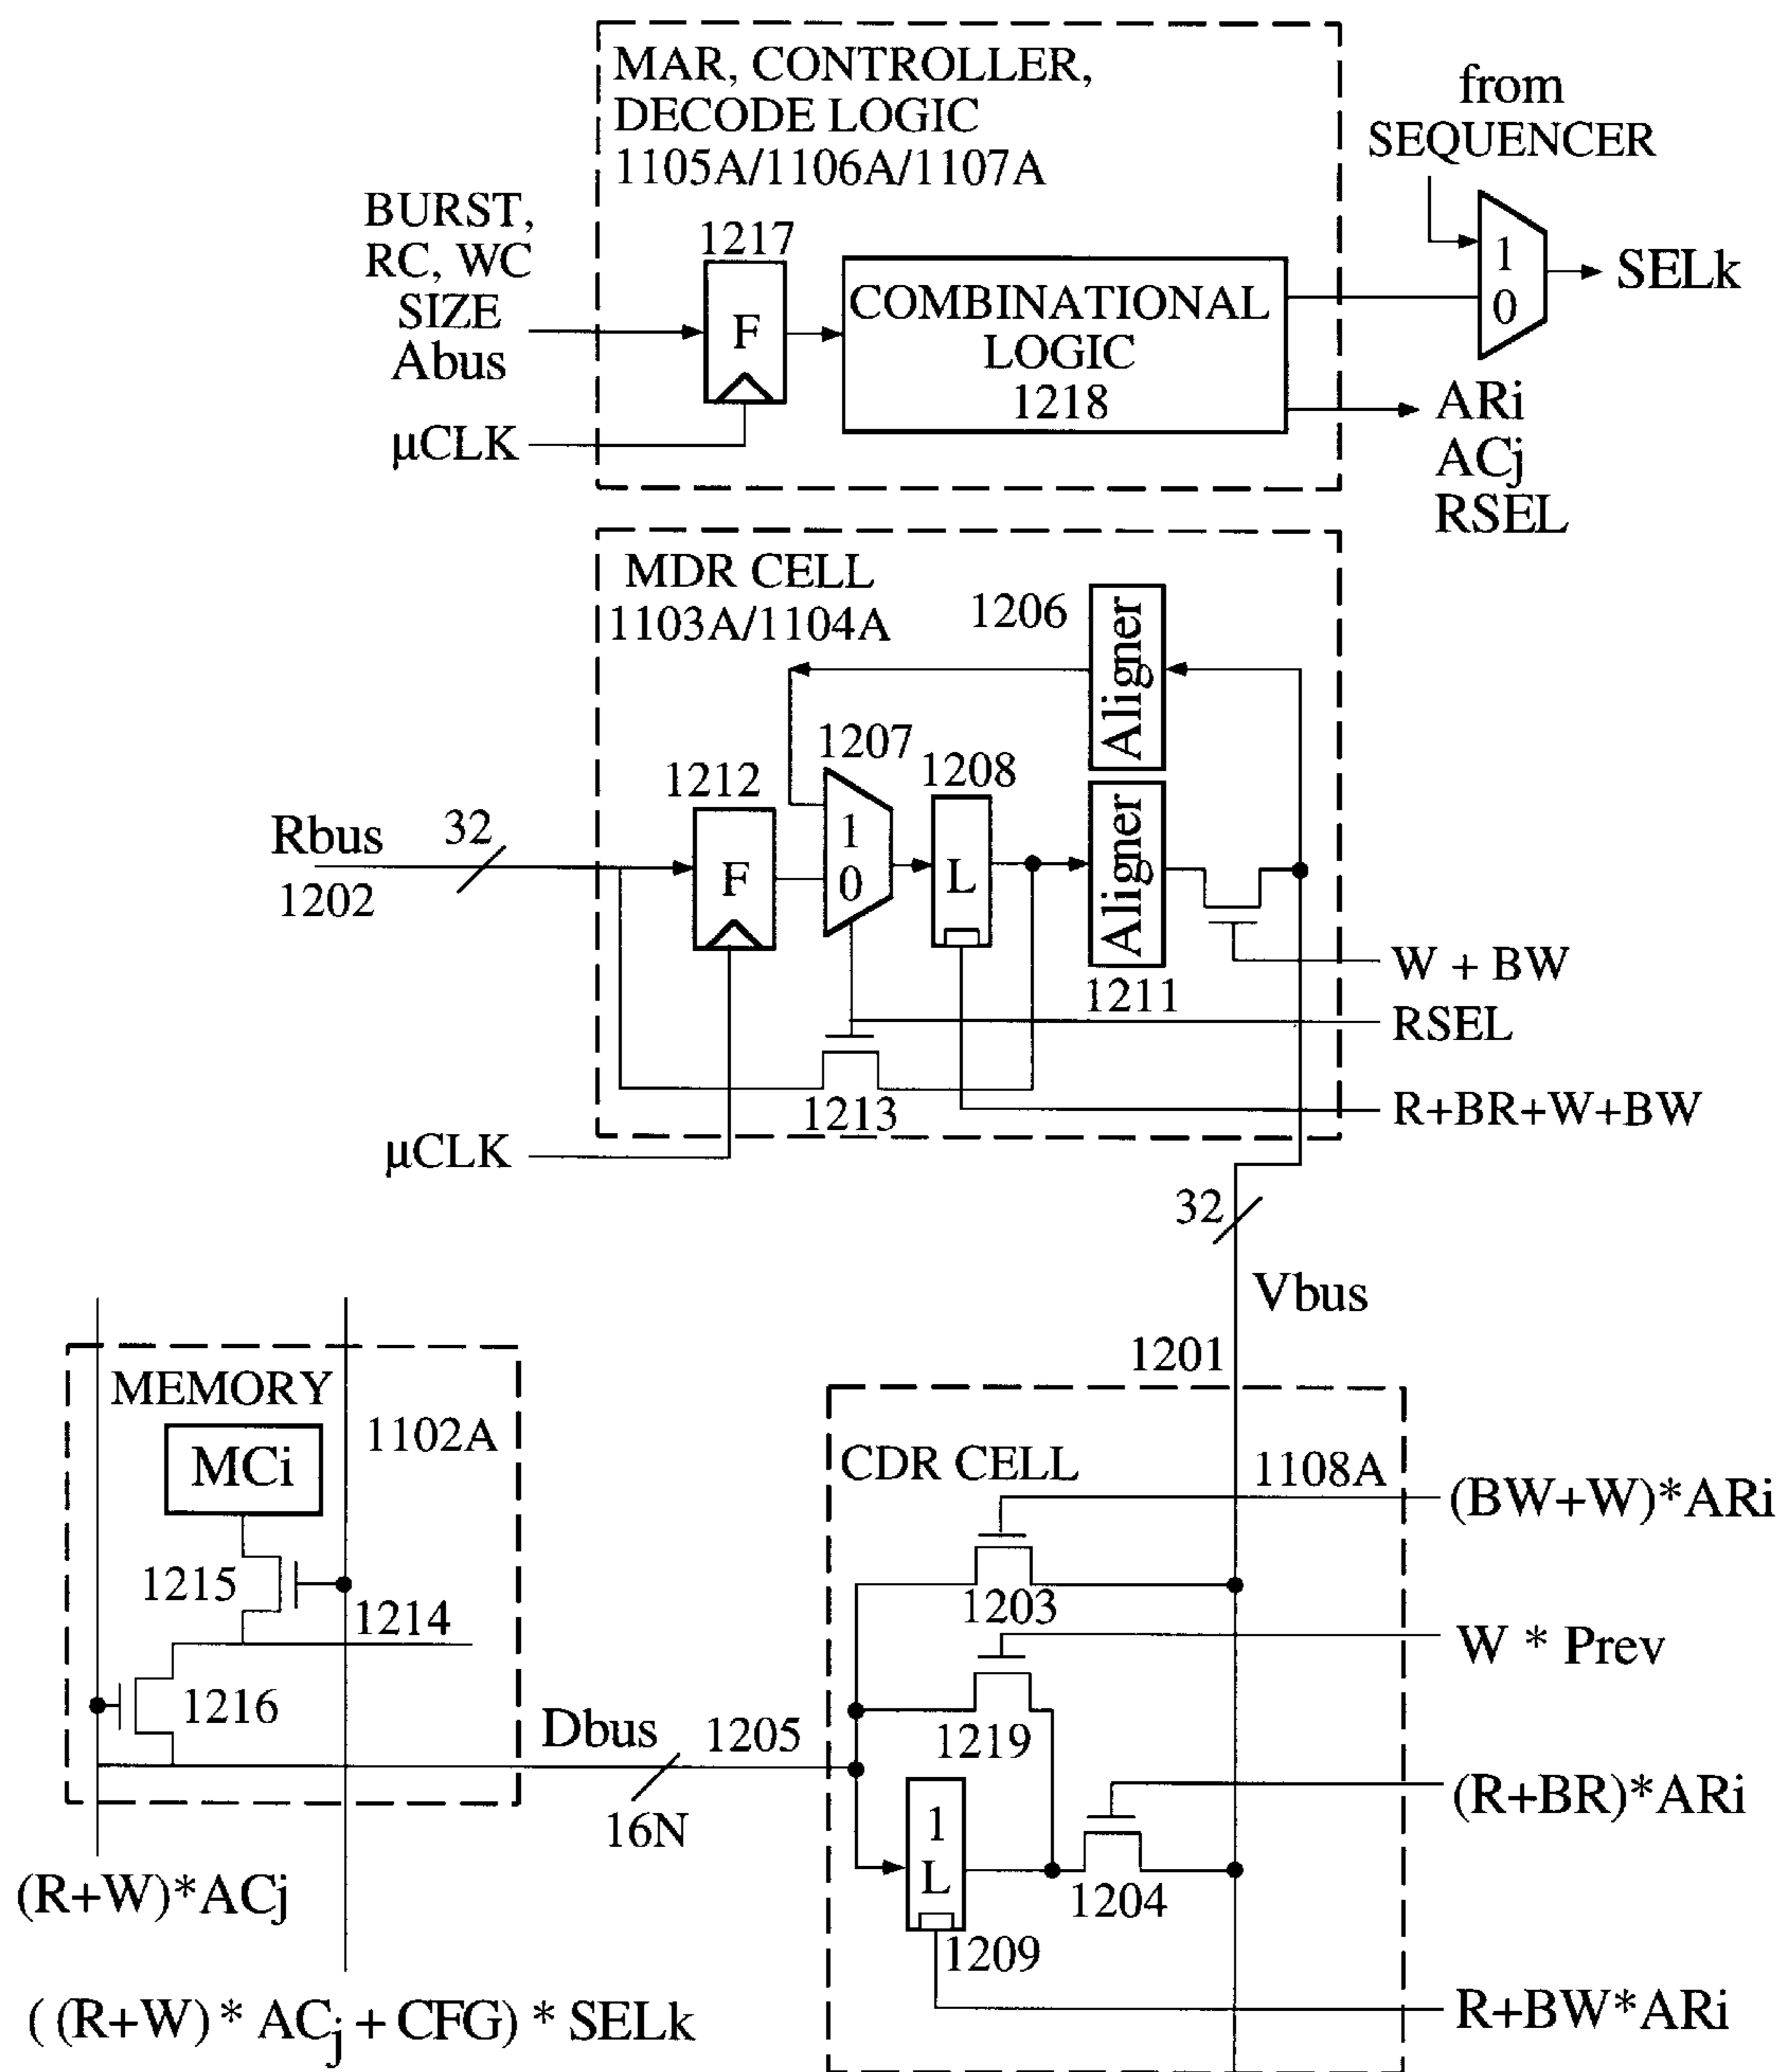 MAR, CONTROLLER,
DECODE LOGIC
1105A/1106A/1107A
from
SEQUENCER
BURST,
RC, WC
SIZE
Abus
1217
F
COMBINATIONAL
LOGIC
1218
1
0
SELk
µCLK
ARi
ACj
RSEL
MDR CELL
1103A/1104A
1206
Aligner
1207
1208
1212
Rbus
32
1202
F
1
0
L
Aligner
1211
W + BW
RSEL
1213
R+BR+W+BW
µCLK
32
Vbus
1201
MEMORY
1102A
MCi
1215
1214
1216
Dbus
1205
16N
(R+W)*ACj
((R+W)*ACj+CFG)*SELk
CDR CELL
1108A
(BW+W)*ARi
1203
W * Prev
1219
(R+BR)*ARi
1
L
1204
1209
R+BW*ARi